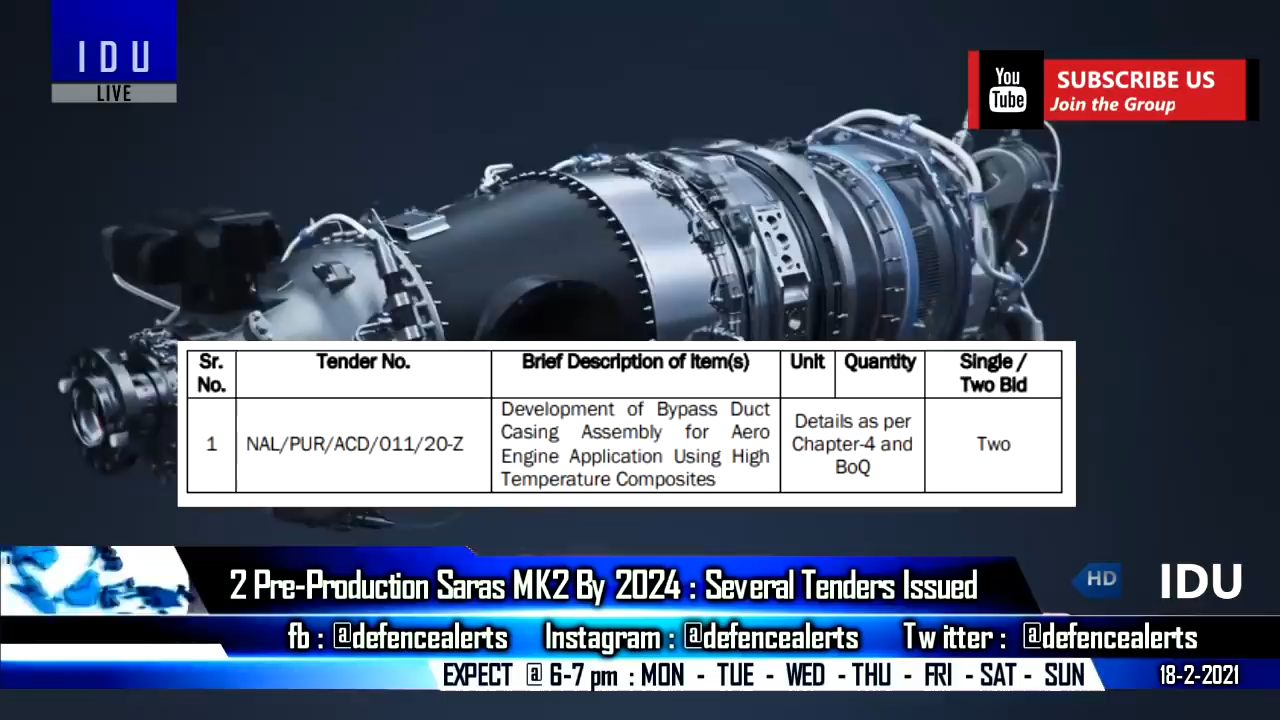 IDU
LIVE
You
Tube
SUBSCRIBE US
Join the Group
Sr.
No.
Tender No.
Brief Description of Item(s)
Unit
Quantity
Single /
Two Bid
1
NAL/PUR/ACD/011/20-Z
Development of Bypass Duct
Casing Assembly for Aero
Engine Application Using High
Temperature Composites
Details as per
Chapter-4 and
BoQ
Two
2 Pre-Production Saras MK2 By 2024 : Several Tenders Issued
HD
IDU
fb : @defencealerts Instagram : @defencealerts Twitter : @defencealerts
EXPECT @ 6-7 pm : MON - TUE - WED - THU - FRI - SAT - SUN
18-2-2021